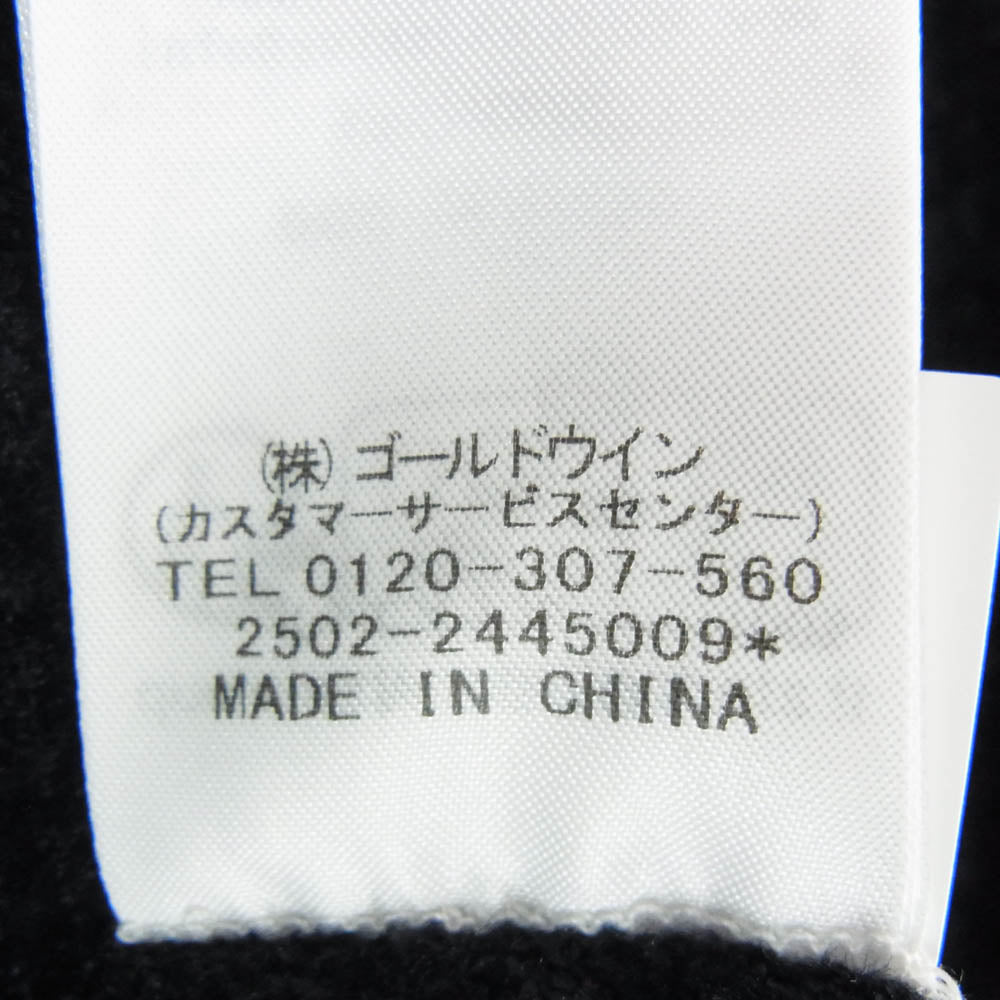 (株)ゴールドウイン
(カスタマーサービスセンター)
TEL 0120-307-560
2502-2445009*
MADE IN CHINA